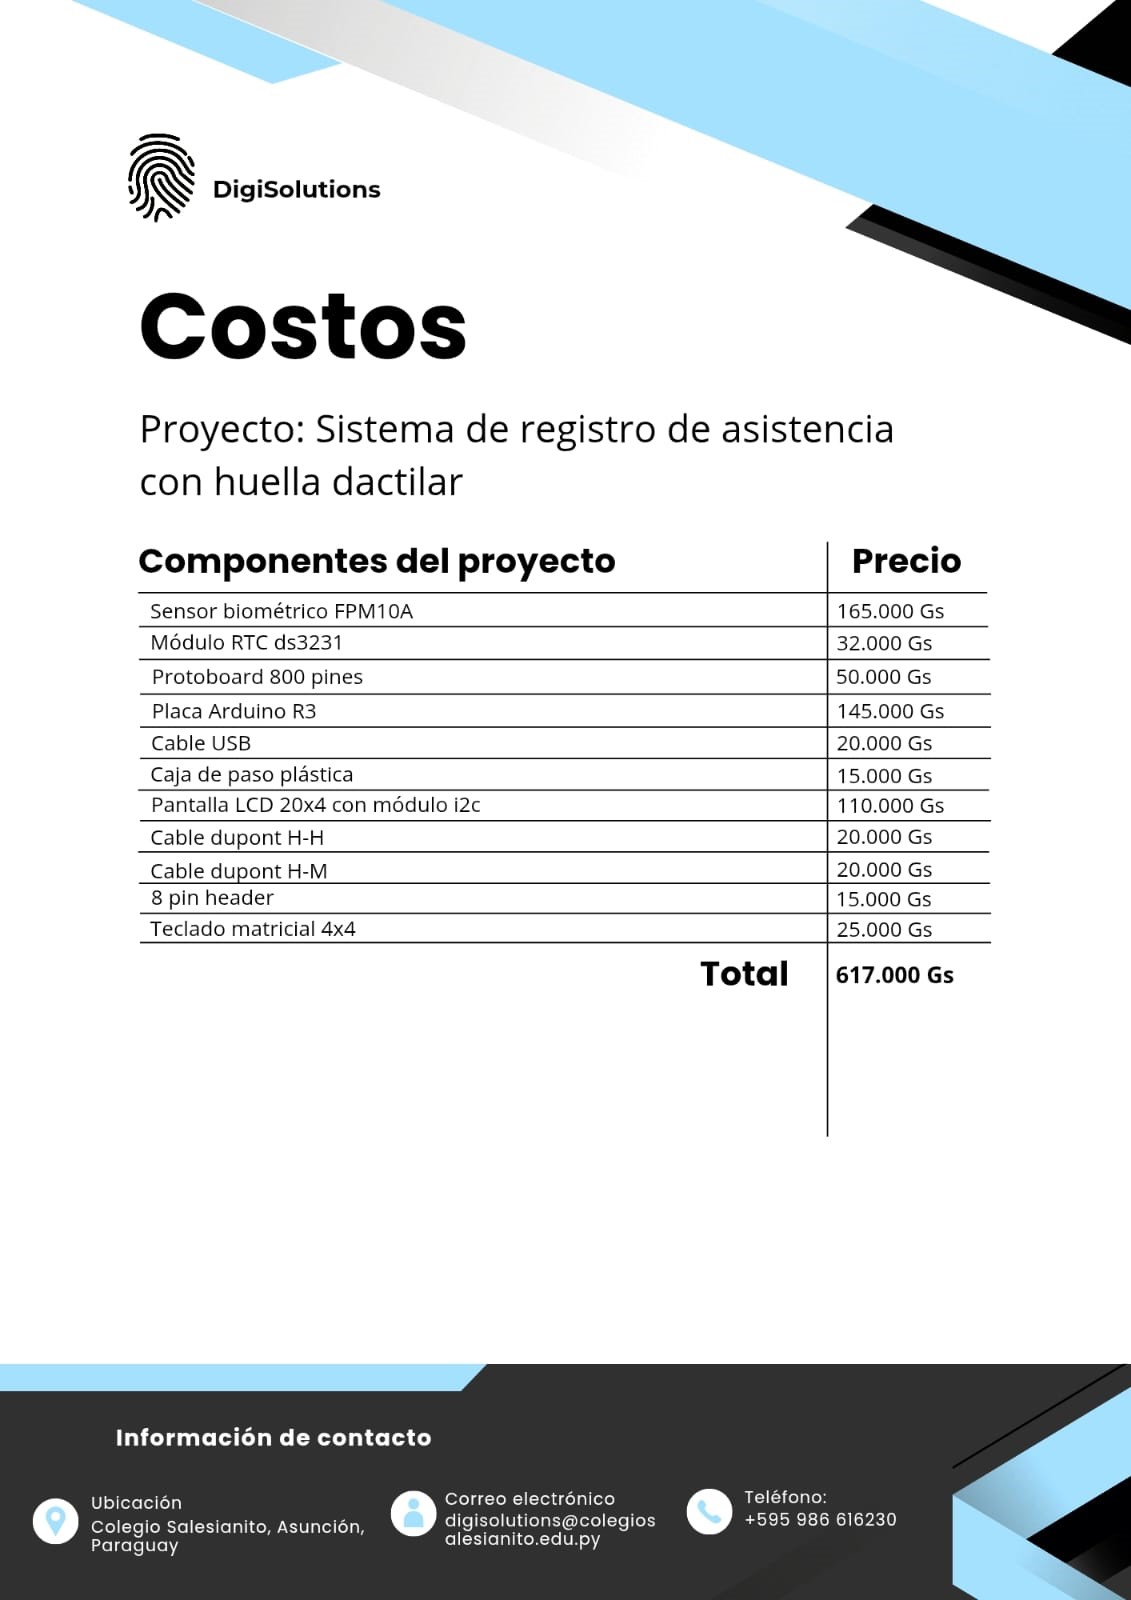 DigiSolutions
Costos
Proyecto: Sistema de registro de asistencia
con huella dactilar
Componentes del proyecto Precio
Sensor biométrico FPM10A 165.000 Gs
Módulo RTC ds3231 32.000 Gs
Protoboard 800 pines 50.000 Gs
Placa Arduino R3 145.000 Gs
Cable USB 20.000 Gs
Caja de paso plástica 15.000 Gs
Pantalla LCD 20x4 con módulo i2c 110.000 Gs
Cable dupont H-H 20.000 Gs
Cable dupont H-M 20.000 Gs
8 pin header 15.000 Gs
Teclado matricial 4x4 25.000 Gs
Total 617.000 Gs
Información de contacto
Ubicación
Colegio Salesianito, Asunción,
Paraguay
Correo electrónico
digisolutions@colegios
alesianito.edu.py
Teléfono:
+595 986 616230